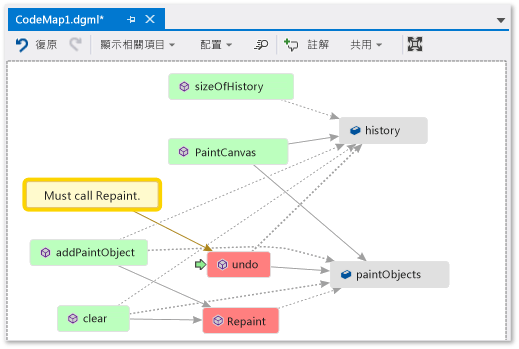 CodeMap1.dgml*
復原 顯示相關項目 配置 註解 共用
sizeOfHistory
history
PaintCanvas
Must call Repaint.
addPaintObject
undo
paintObjects
clear
Repaint